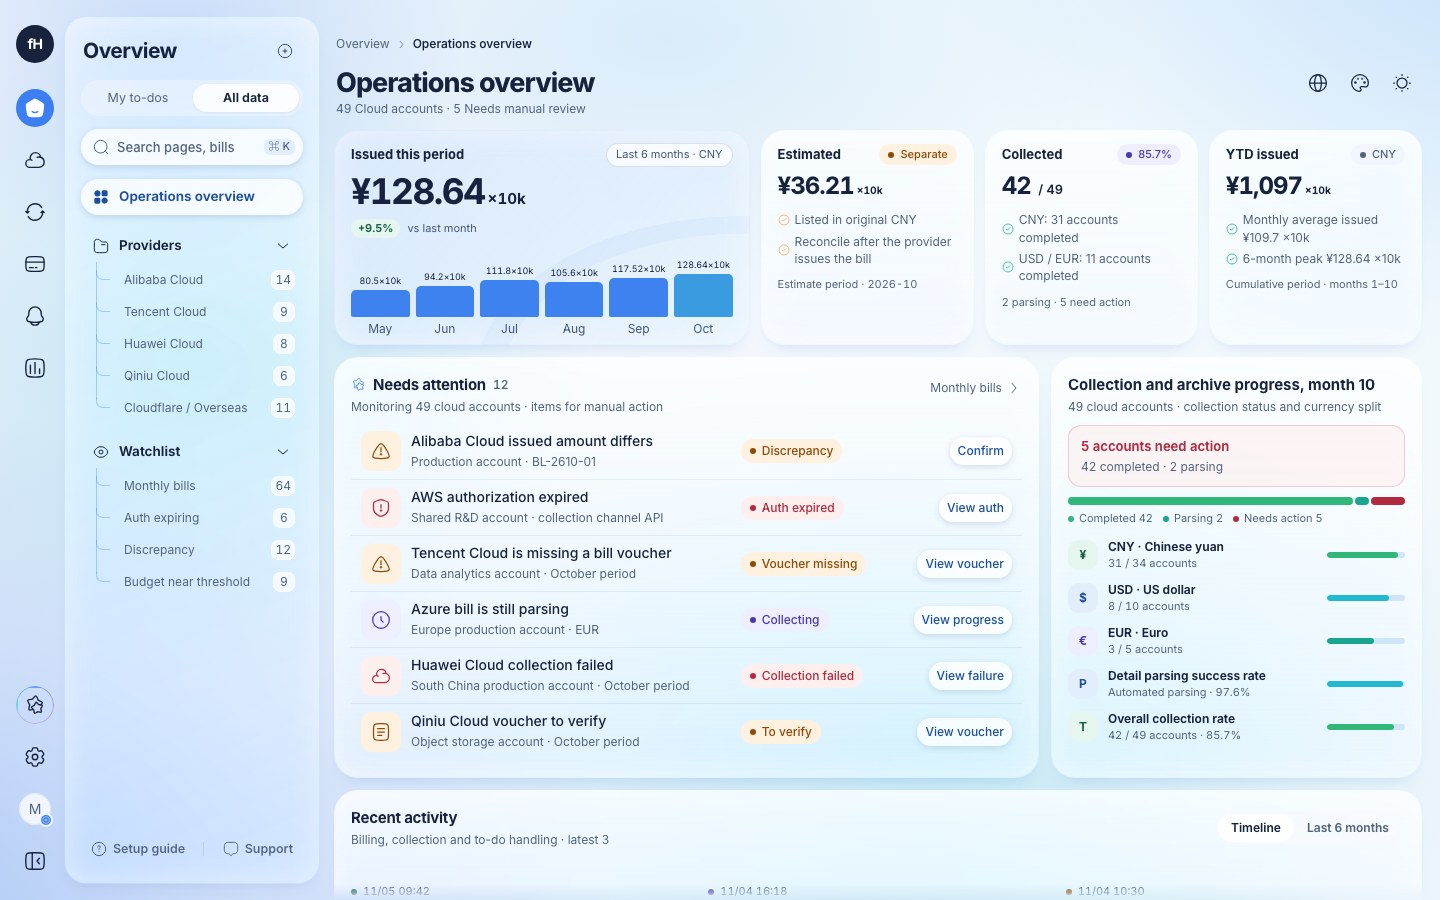 fH
Overview
My to-dos
All data
Search pages, bills
⌘ K
Operations overview
Providers
Alibaba Cloud 14
Tencent Cloud 9
Huawei Cloud 8
Qiniu Cloud 6
Cloudflare / Overseas 11
Watchlist
Monthly bills 64
Auth expiring 6
Discrepancy 12
Budget near threshold 9
M
Setup guide
Support
Overview > Operations overview
Operations overview
49 Cloud accounts · 5 Needs manual review
Issued this period
Last 6 months · CNY
¥128.64 ×10k
+9.5% vs last month
80.5×10k
94.2×10k
111.8×10k
105.6×10k
117.52×10k
128.64×10k
May
Jun
Jul
Aug
Sep
Oct
Estimated
Separate
¥36.21 ×10k
Listed in original CNY
Reconcile after the provider
issues the bill
Estimate period · 2026-10
Collected
85.7%
42 / 49
CNY: 31 accounts
completed
USD / EUR: 11 accounts
completed
2 parsing · 5 need action
YTD issued
CNY
¥1,097 ×10k
Monthly average issued
¥109.7 ×10k
6-month peak ¥128.64 ×10k
Cumulative period · months 1–10
Needs attention 12
Monthly bills
Monitoring 49 cloud accounts · items for manual action
Alibaba Cloud issued amount differs
Production account · BL-2610-01
Discrepancy
Confirm
AWS authorization expired
Shared R&D account · collection channel API
Auth expired
View auth
Tencent Cloud is missing a bill voucher
Data analytics account · October period
Voucher missing
View voucher
Azure bill is still parsing
Europe production account · EUR
Collecting
View progress
Huawei Cloud collection failed
South China production account · October period
Collection failed
View failure
Qiniu Cloud voucher to verify
Object storage account · October period
To verify
View voucher
Collection and archive progress, month 10
49 cloud accounts · collection status and currency split
5 accounts need action
42 completed · 2 parsing
Completed 42
Parsing 2
Needs action 5
¥
CNY · Chinese yuan
31 / 34 accounts
$
USD · US dollar
8 / 10 accounts
€
EUR · Euro
3 / 5 accounts
P
Detail parsing success rate
Automated parsing · 97.6%
T
Overall collection rate
42 / 49 accounts · 85.7%
Recent activity
Billing, collection and to-do handling · latest 3
Timeline
Last 6 months
11/05 09:42
11/04 16:18
11/04 10:30